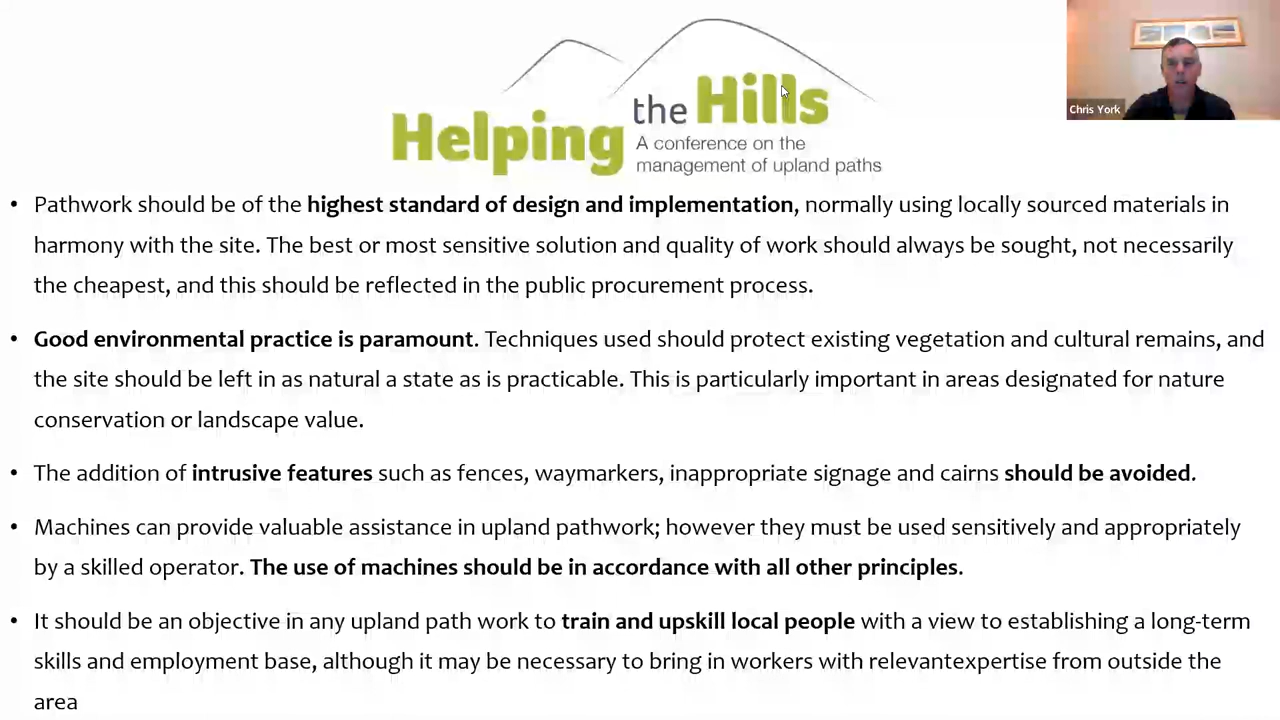 Helping the Hills
A conference on the
management of upland paths
Chris York
• Pathwork should be of the highest standard of design and implementation, normally using locally sourced materials in
harmony with the site. The best or most sensitive solution and quality of work should always be sought, not necessarily
the cheapest, and this should be reflected in the public procurement process.
• Good environmental practice is paramount. Techniques used should protect existing vegetation and cultural remains, and
the site should be left in as natural a state as is practicable. This is particularly important in areas designated for nature
conservation or landscape value.
• The addition of intrusive features such as fences, waymarkers, inappropriate signage and cairns should be avoided.
• Machines can provide valuable assistance in upland pathwork; however they must be used sensitively and appropriately
by a skilled operator. The use of machines should be in accordance with all other principles.
• It should be an objective in any upland path work to train and upskill local people with a view to establishing a long-term
skills and employment base, although it may be necessary to bring in workers with relevantexpertise from outside the
area